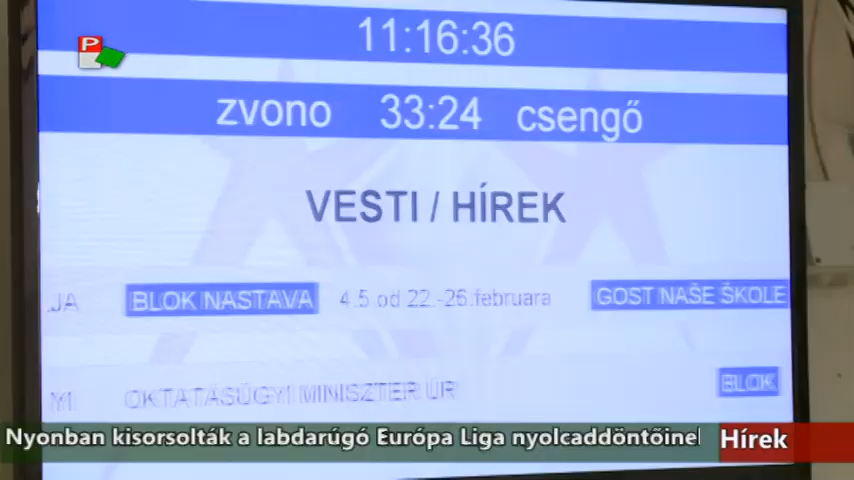 11:16:36
P
zvono 33:24 csengő
VESTI / HÍREK
JA BLOK NASTAVA 4.5 od 22.-26.februara GOST NAŠE ŠKOLE
OKTATÁSÜGYI MINISZTER ÚR BLOK
Nyonban kisorsolták a labdarúgó Európa Liga nyolcaddöntőinek Hírek